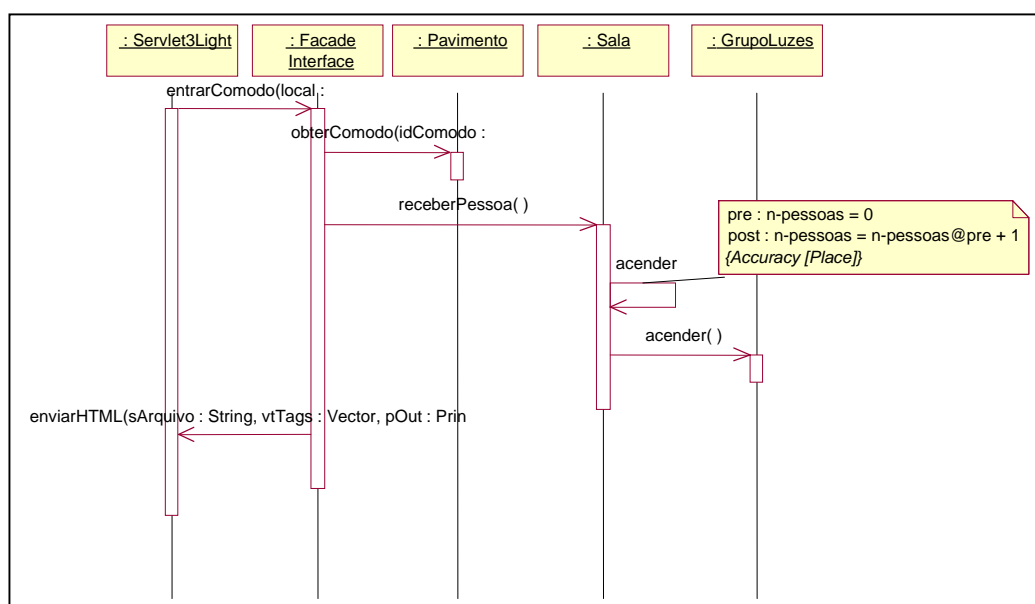 : Servlet3Light
: Facade
Interface
: Pavimento
: Sala
: GrupoLuzes
entrarComodo(local :
obterComodo(idComodo :
receberPessoa( )
pre : n-pessoas = 0
post : n-pessoas = n-pessoas@pre + 1
{Accuracy [Place]}
acender
acender( )
enviarHTML(sArquivo : String, vtTags : Vector, pOut : Prin